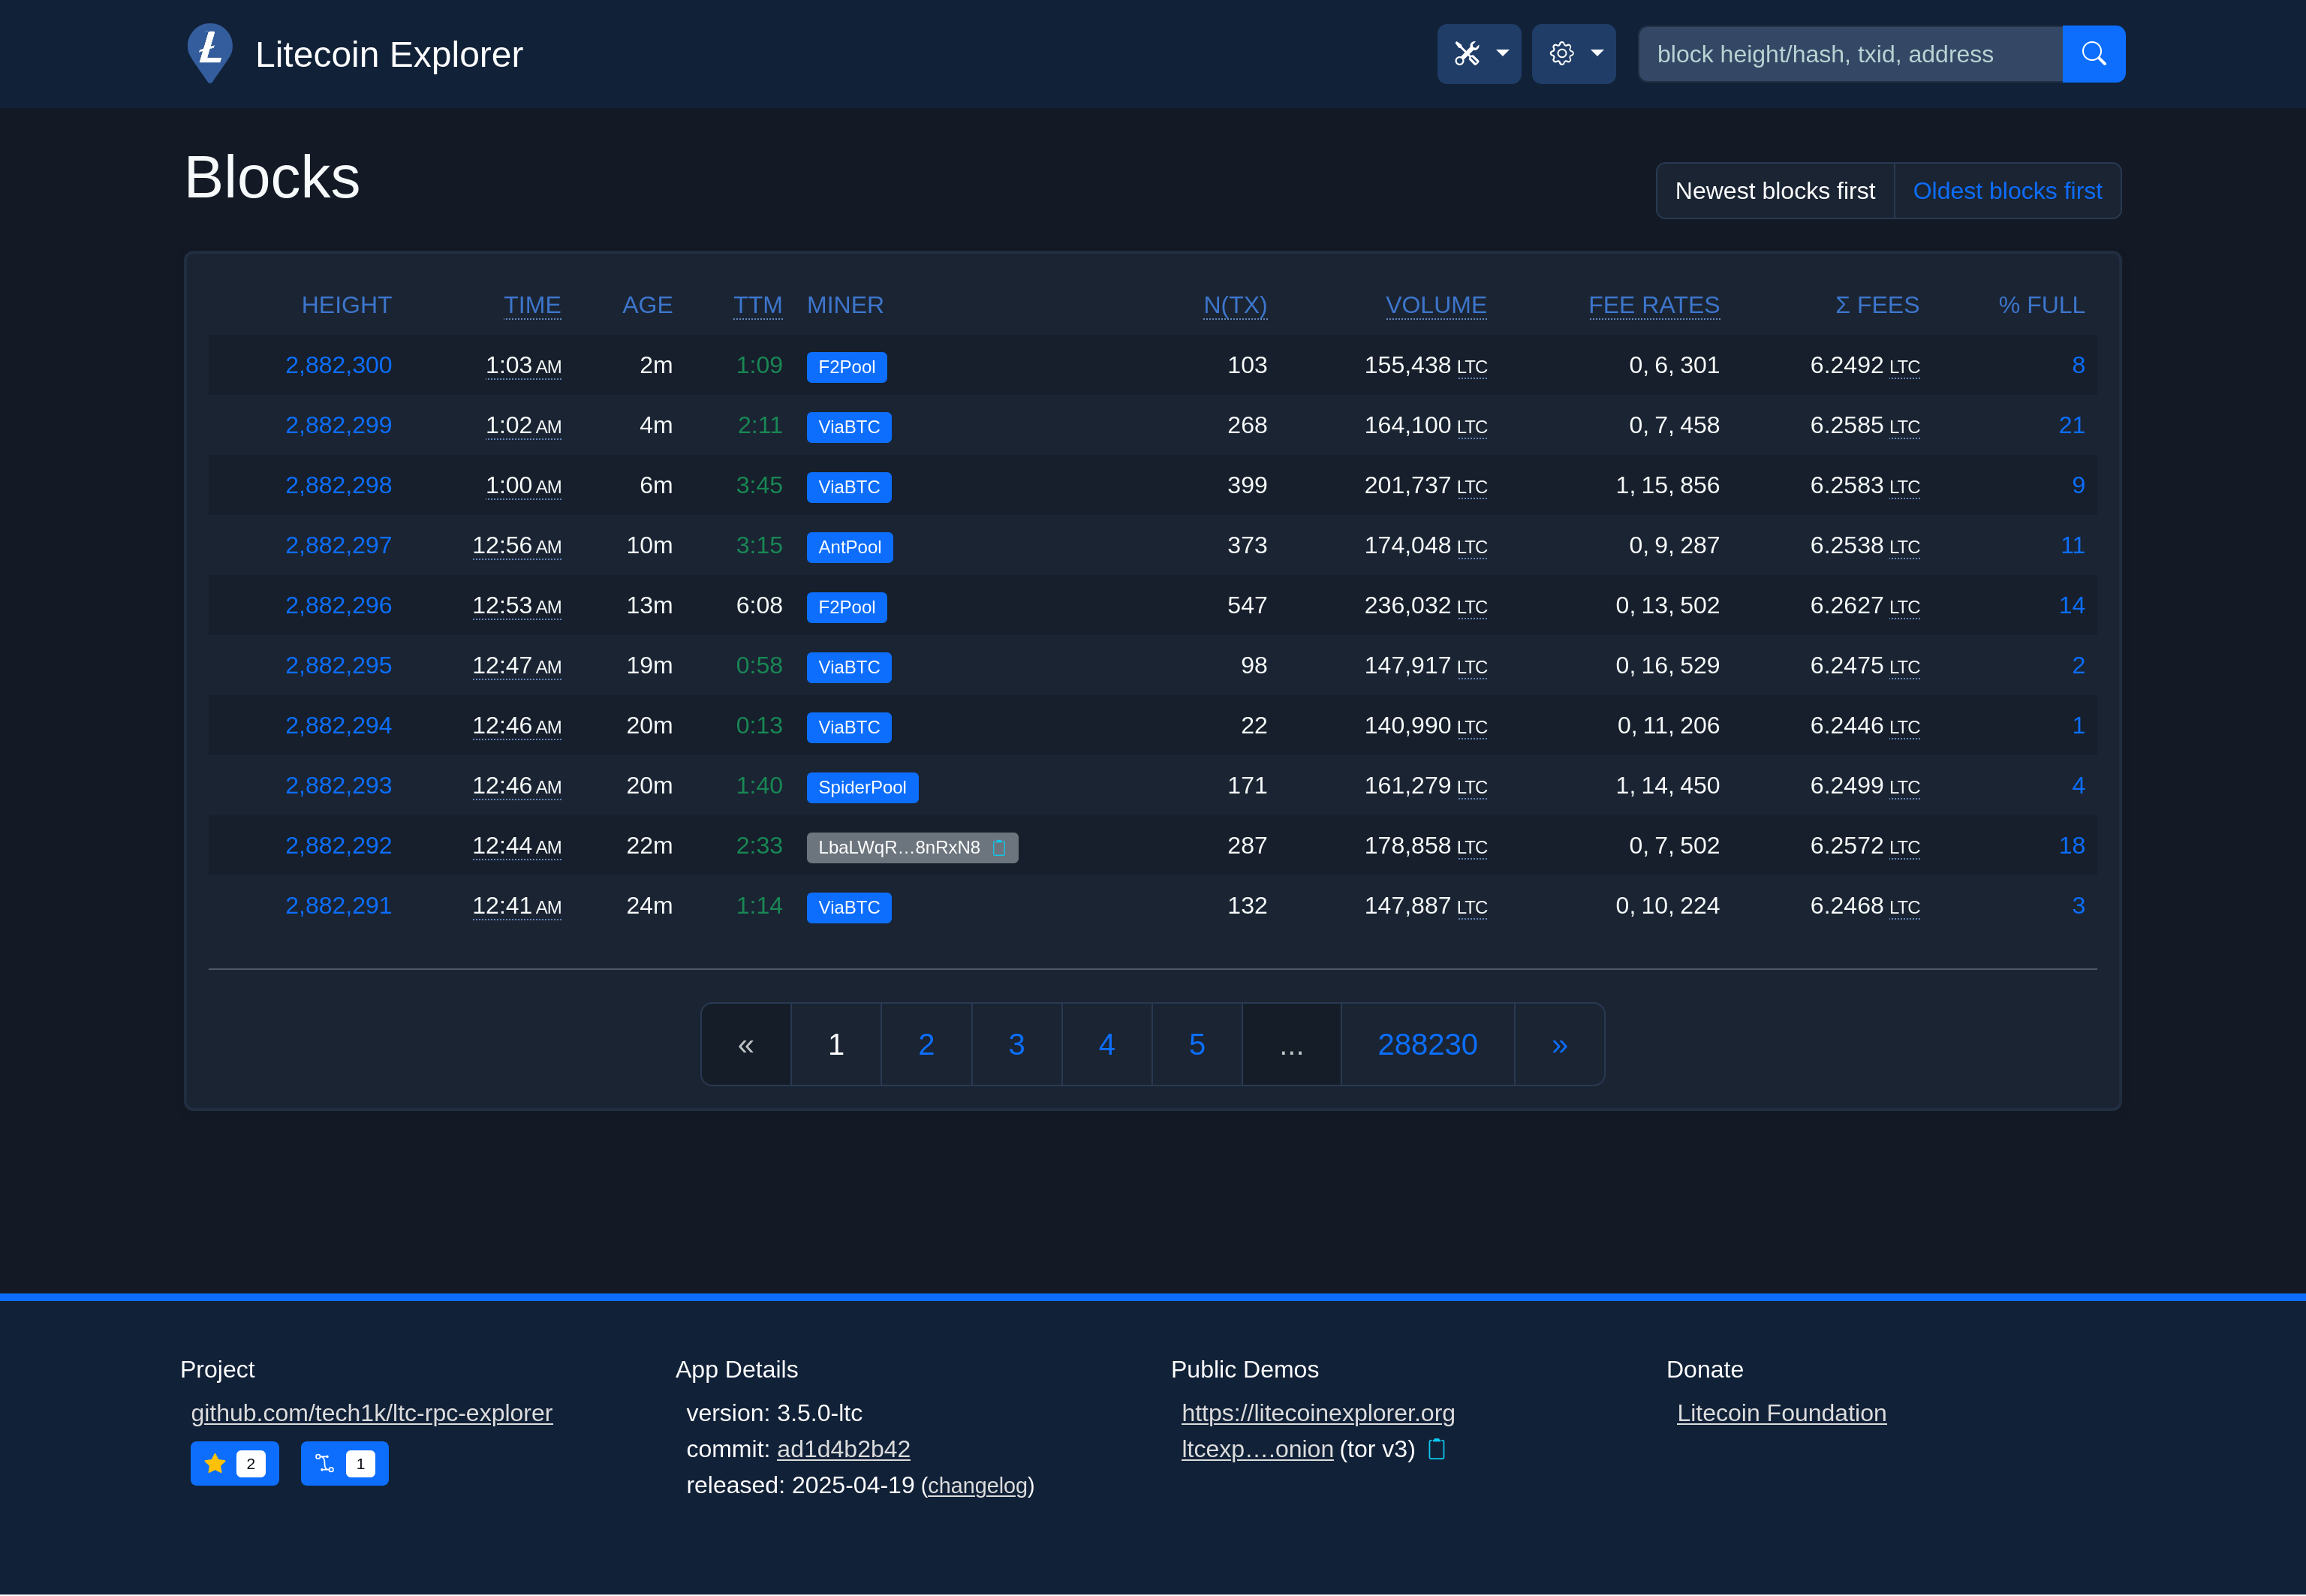 Litecoin Explorer
block height/hash, txid, address
Blocks
Newest blocks first Oldest blocks first
HEIGHT TIME AGE TTM MINER N(TX) VOLUME FEE RATES Σ FEES % FULL
2,882,300 1:03 AM 2m 1:09 F2Pool 103 155,438 LTC 0, 6, 301 6.2492 LTC 8
2,882,299 1:02 AM 4m 2:11 ViaBTC 268 164,100 LTC 0, 7, 458 6.2585 LTC 21
2,882,298 1:00 AM 6m 3:45 ViaBTC 399 201,737 LTC 1, 15, 856 6.2583 LTC 9
2,882,297 12:56 AM 10m 3:15 AntPool 373 174,048 LTC 0, 9, 287 6.2538 LTC 11
2,882,296 12:53 AM 13m 6:08 F2Pool 547 236,032 LTC 0, 13, 502 6.2627 LTC 14
2,882,295 12:47 AM 19m 0:58 ViaBTC 98 147,917 LTC 0, 16, 529 6.2475 LTC 2
2,882,294 12:46 AM 20m 0:13 ViaBTC 22 140,990 LTC 0, 11, 206 6.2446 LTC 1
2,882,293 12:46 AM 20m 1:40 SpiderPool 171 161,279 LTC 1, 14, 450 6.2499 LTC 4
2,882,292 12:44 AM 22m 2:33 LbaLWqR…8nRxN8 287 178,858 LTC 0, 7, 502 6.2572 LTC 18
2,882,291 12:41 AM 24m 1:14 ViaBTC 132 147,887 LTC 0, 10, 224 6.2468 LTC 3
« 1 2 3 4 5 ... 288230 »
Project
github.com/tech1k/ltc-rpc-explorer
2 1
App Details
version: 3.5.0-ltc
commit: ad1d4b2b42
released: 2025-04-19 (changelog)
Public Demos
https://litecoinexplorer.org
ltcexp….onion (tor v3)
Donate
Litecoin Foundation